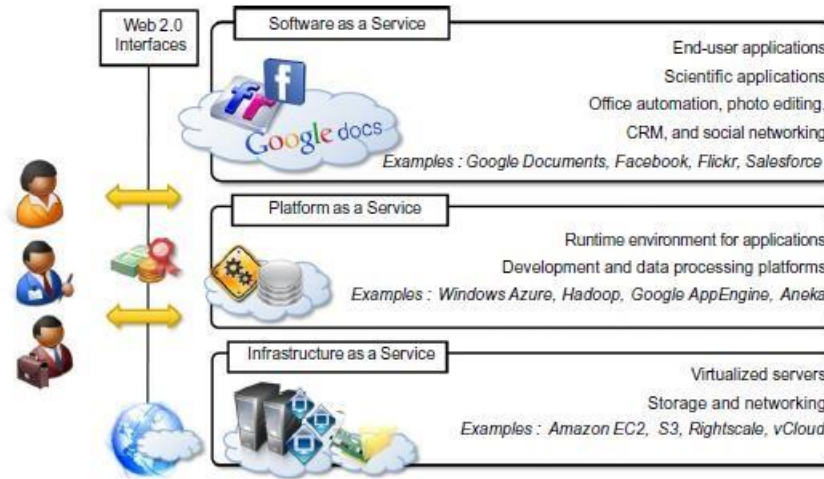 Web 2.0
Interfaces
Software as a Service
End-user applications
Scientific applications
Office automation, photo editing,
CRM, and social networking
Examples : Google Documents, Facebook, Flickr, Salesforce
f
fr
Google docs
Platform as a Service
Runtime environment for applications
Development and data processing platforms
Examples : Windows Azure, Hadoop, Google AppEngine, Aneka
Infrastructure as a Service
Virtualized servers
Storage and networking
Examples : Amazon EC2, S3, Rightscale, vCloud